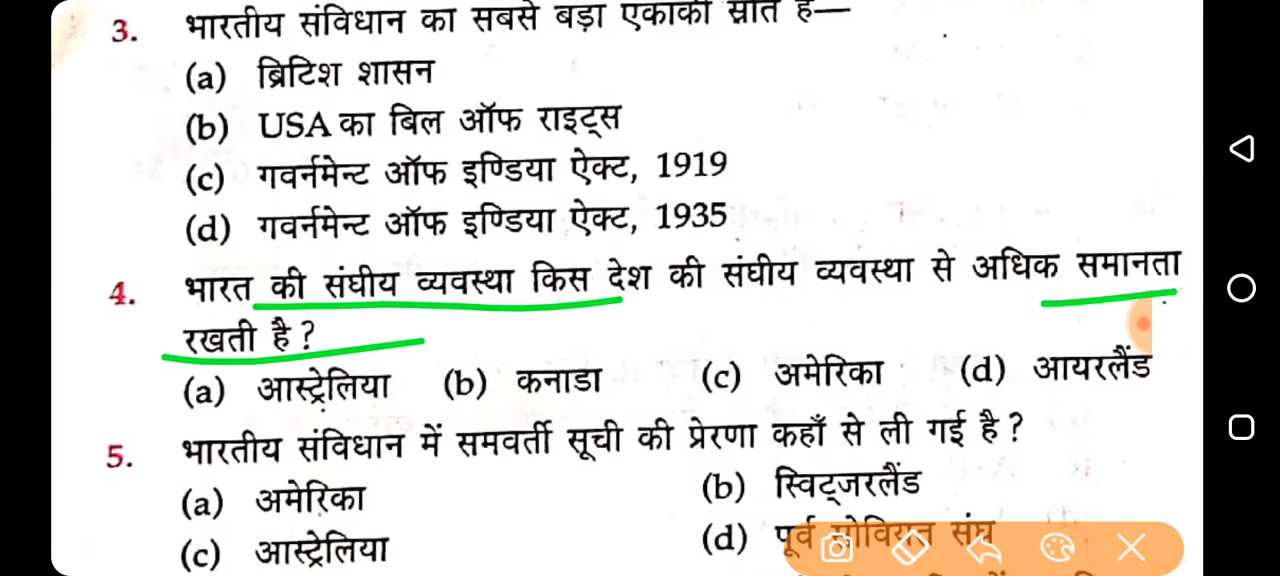 3. भारतीय संविधान का सबसे बड़ा एकाकी स्रोत है—
(a) ब्रिटिश शासन
(b) USA का बिल ऑफ राइट्स
(c) गवर्नमेन्ट ऑफ इण्डिया ऐक्ट, 1919
(d) गवर्नमेन्ट ऑफ इण्डिया ऐक्ट, 1935
4. भारत की संघीय व्यवस्था किस देश की संघीय व्यवस्था से अधिक समानता
रखती है ?
(a) आस्ट्रेलिया (b) कनाडा (c) अमेरिका (d) आयरलैंड
5. भारतीय संविधान में समवर्ती सूची की प्रेरणा कहाँ से ली गई है ?
(a) अमेरिका (b) स्विट्जरलैंड
(c) आस्ट्रेलिया (d) पूर्व सोवियत संघ